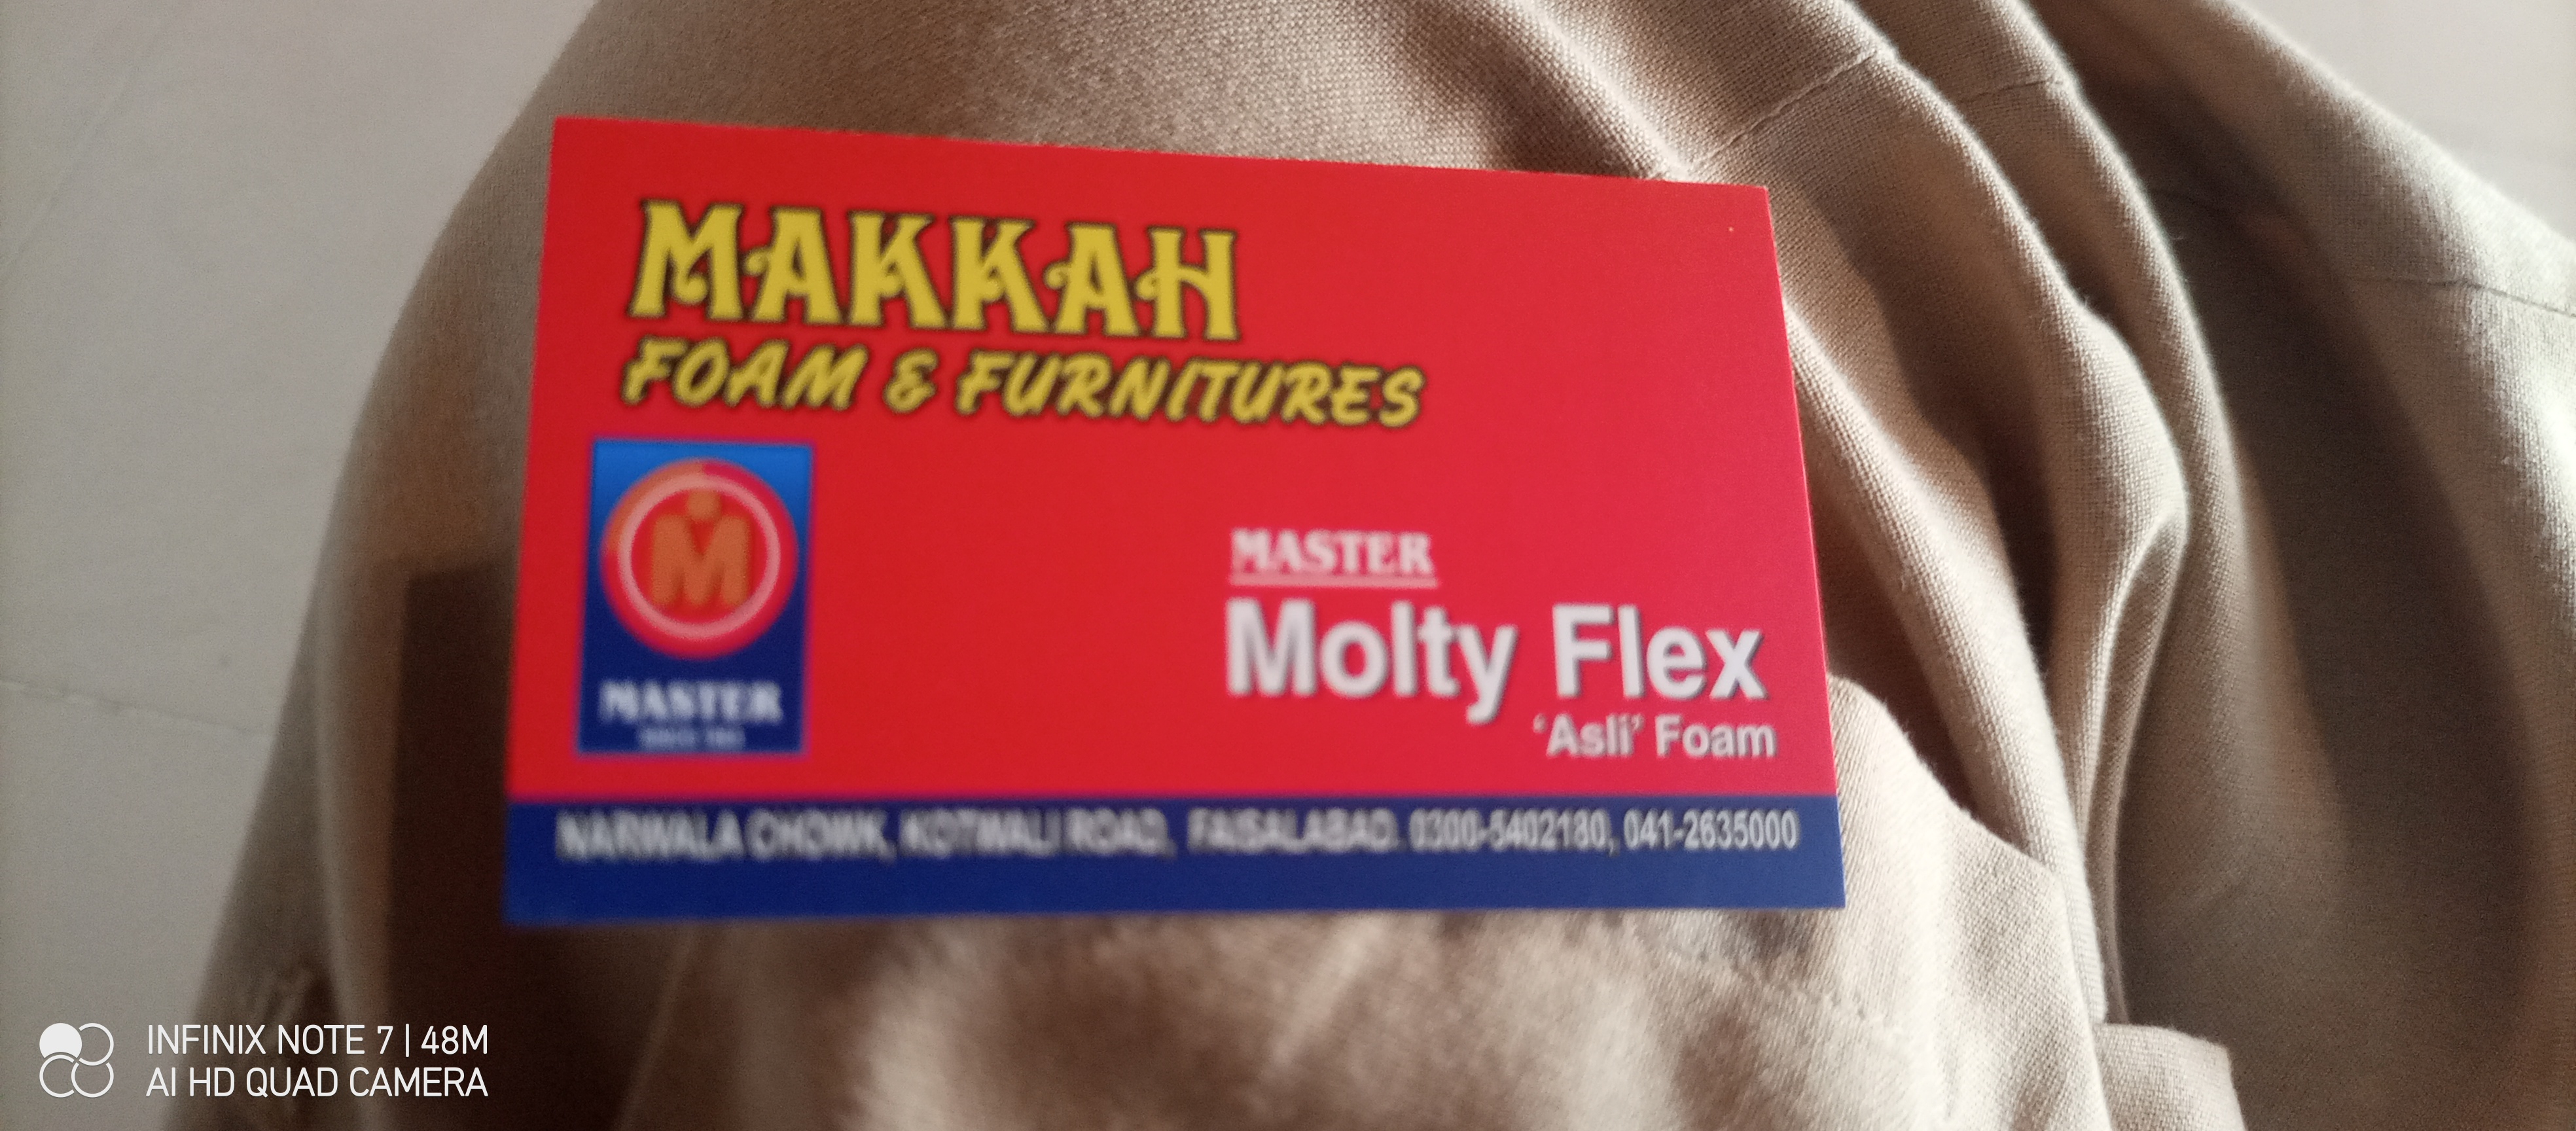 MAKKAH
FOAM & FURNITURES
MASTER
Molty Flex
'Asli' Foam
MASTER
NARWALA CHOWK, KOTWALI ROAD, FAISALABAD. 0300-5402180, 041-2635000
INFINIX NOTE 7 | 48M
AI HD QUAD CAMERA